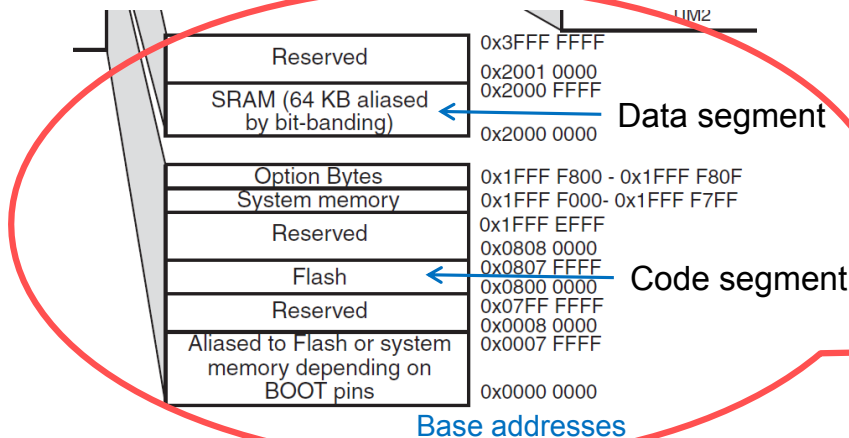 TIM2
Reserved
0x3FFF FFFF
0x2001 0000
SRAM (64 KB aliased
by bit-banding)
0x2000 FFFF
0x2000 0000
Data segment
Option Bytes
0x1FFF F800 - 0x1FFF F80F
System memory
0x1FFF F000- 0x1FFF F7FF
Reserved
0x1FFF EFFF
0x0808 0000
Flash
0x0807 FFFF
0x0800 0000
Code segment
Reserved
0x07FF FFFF
0x0008 0000
Aliased to Flash or system
memory depending on
BOOT pins
0x0007 FFFF
0x0000 0000
Base addresses